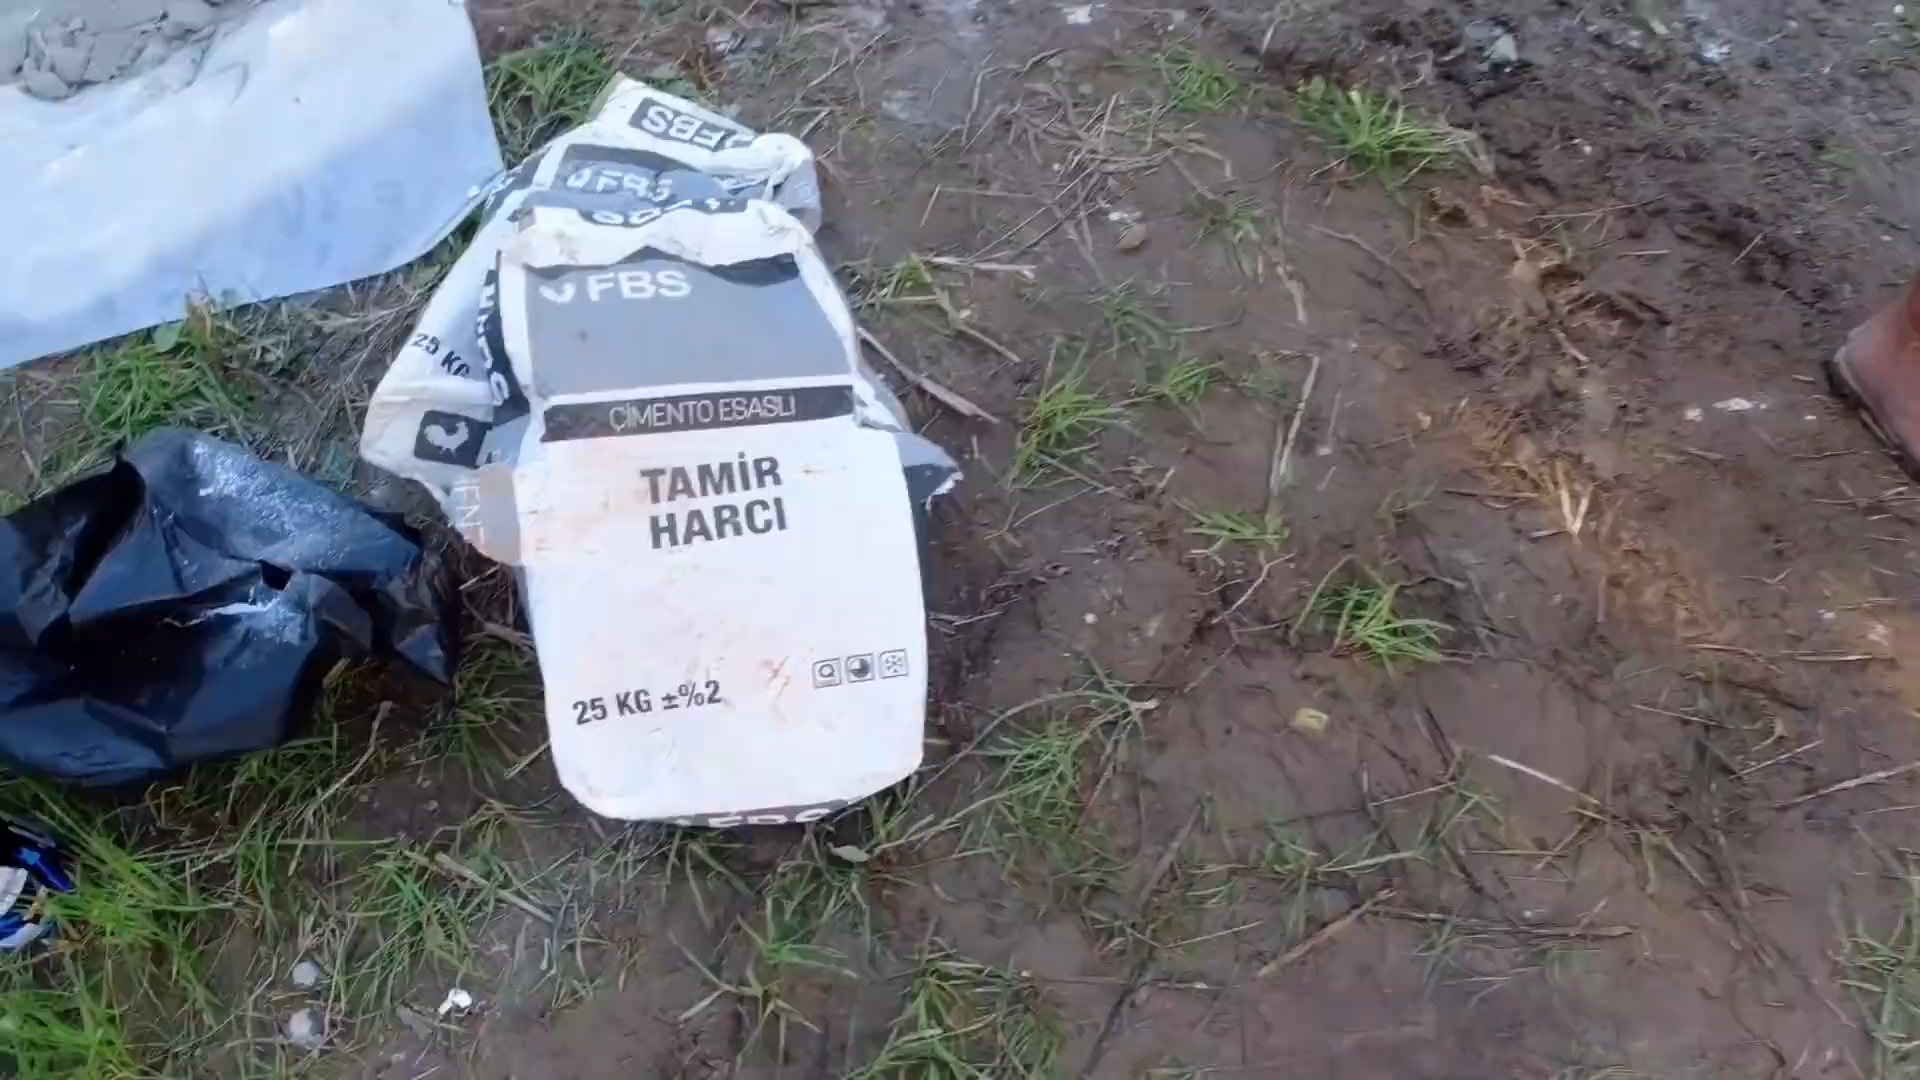 FBS
FBS
FBS
25 KG
ÇİMENTO ESASLI
TAMİR
HARCI
25 KG ±%2